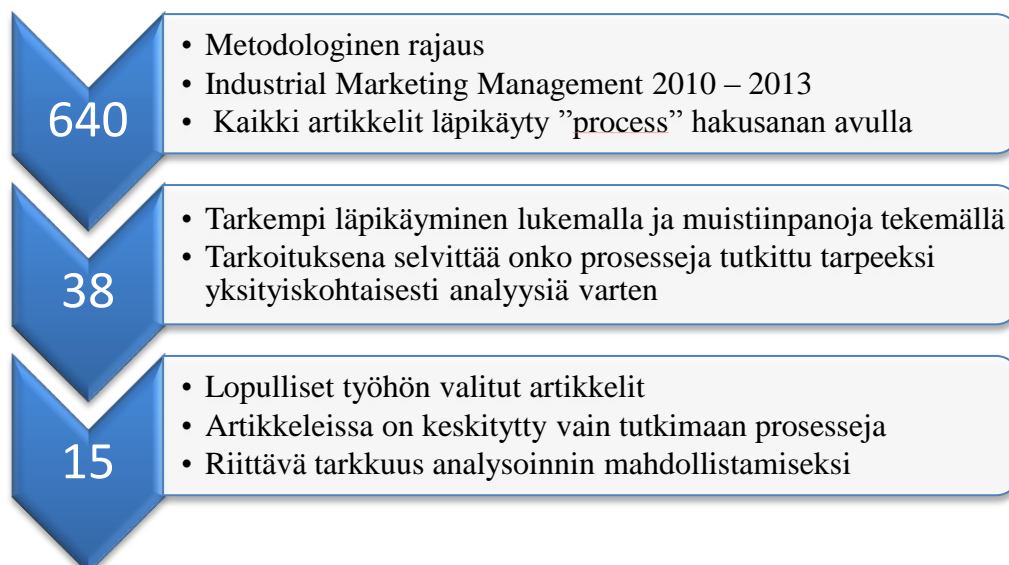 640
• Metodologinen rajaus
• Industrial Marketing Management 2010 – 2013
• Kaikki artikkelit läpikäyty ”process” hakusanan avulla
38
• Tarkempi läpikäyminen lukemalla ja muistiinpanoja tekemällä
• Tarkoituksena selvittää onko prosesseja tutkittu tarpeeksi
yksityiskohtaisesti analyysiä varten
15
• Lopulliset työhön valitut artikkelit
• Artikkeleissa on keskitytty vain tutkimaan prosesseja
• Riittävä tarkkuus analysoinnin mahdollistamiseksi